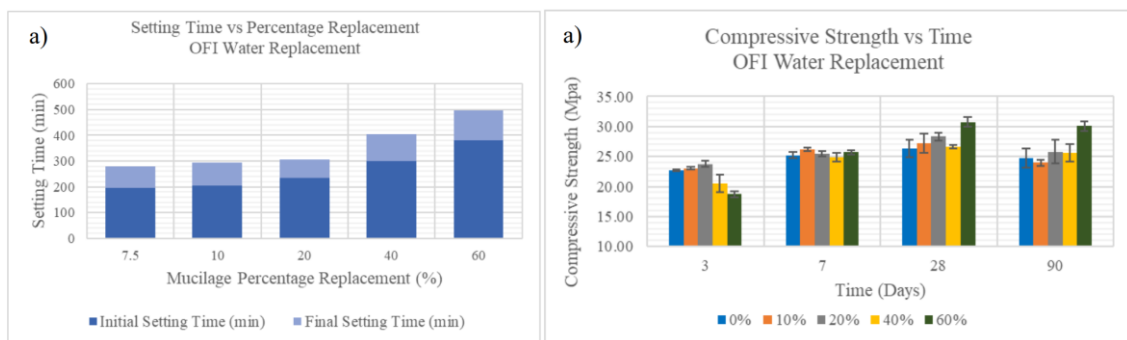 a)
Setting Time vs Percentage Replacement
OFI Water Replacement
Setting Time (min)
600
500
400
300
200
100
0
7.5 10 20 40 60
Mucilage Percentage Replacement (%)
Initial Setting Time (min) Final Setting Time (min)
a)
Compressive Strength vs Time
OFI Water Replacement
Compressive Strength (Mpa)
35.00
30.00
25.00
20.00
15.00
10.00
3 7 28 90
Time (Days)
0% 10% 20% 40% 60%